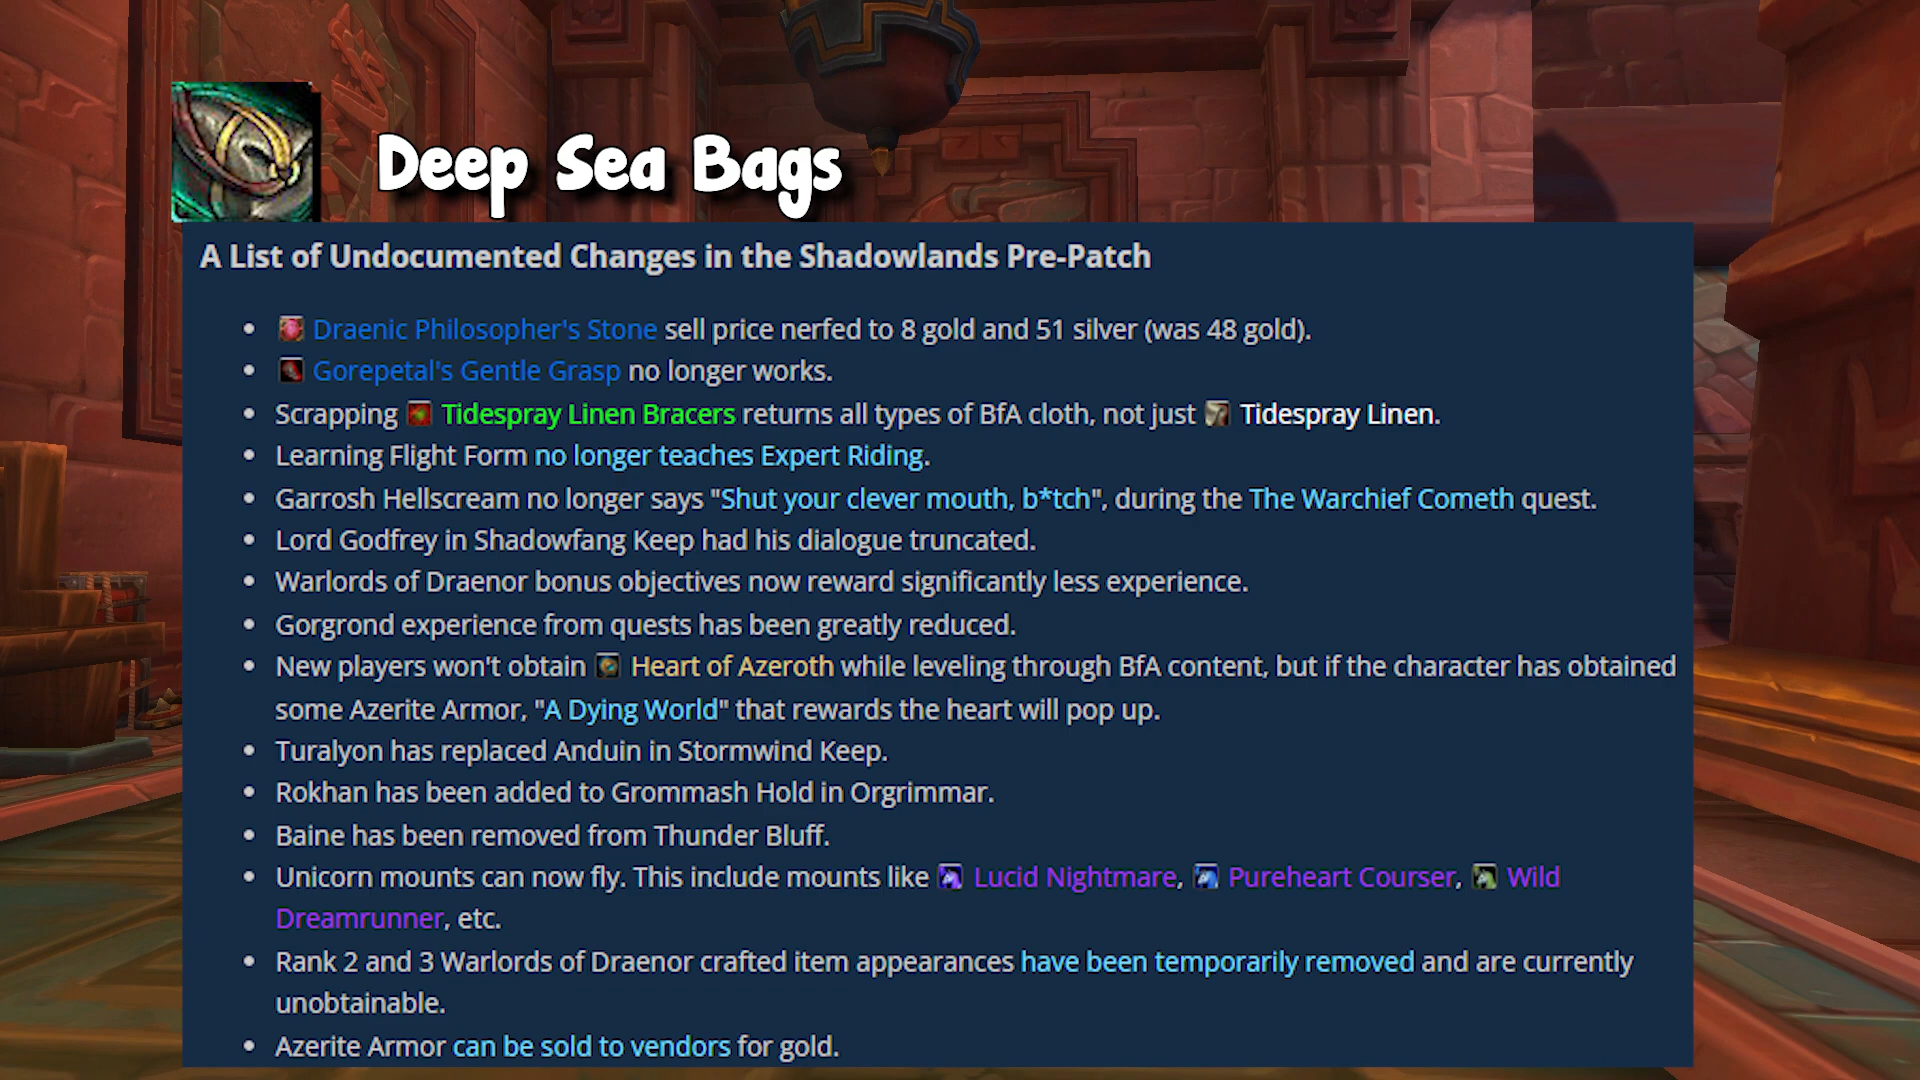 Deep Sea Bags
A List of Undocumented Changes in the Shadowlands Pre-Patch
• Draenic Philosopher's Stone sell price nerfed to 8 gold and 51 silver (was 48 gold).
• Gorepetal's Gentle Grasp no longer works.
• Scrapping Tidespray Linen Bracers returns all types of BfA cloth, not just Tidespray Linen.
• Learning Flight Form no longer teaches Expert Riding.
• Garrosh Hellscream no longer says "Shut your clever mouth, b*tch", during the The Warchief Cometh quest.
• Lord Godfrey in Shadowfang Keep had his dialogue truncated.
• Warlords of Draenor bonus objectives now reward significantly less experience.
• Gorgrond experience from quests has been greatly reduced.
• New players won't obtain Heart of Azeroth while leveling through BfA content, but if the character has obtained
some Azerite Armor, "A Dying World" that rewards the heart will pop up.
• Turalyon has replaced Anduin in Stormwind Keep.
• Rokhan has been added to Grommash Hold in Orgrimmar.
• Baine has been removed from Thunder Bluff.
• Unicorn mounts can now fly. This include mounts like Lucid Nightmare, Pureheart Courser, Wild
Dreamrunner, etc.
• Rank 2 and 3 Warlords of Draenor crafted item appearances have been temporarily removed and are currently
unobtainable.
• Azerite Armor can be sold to vendors for gold.